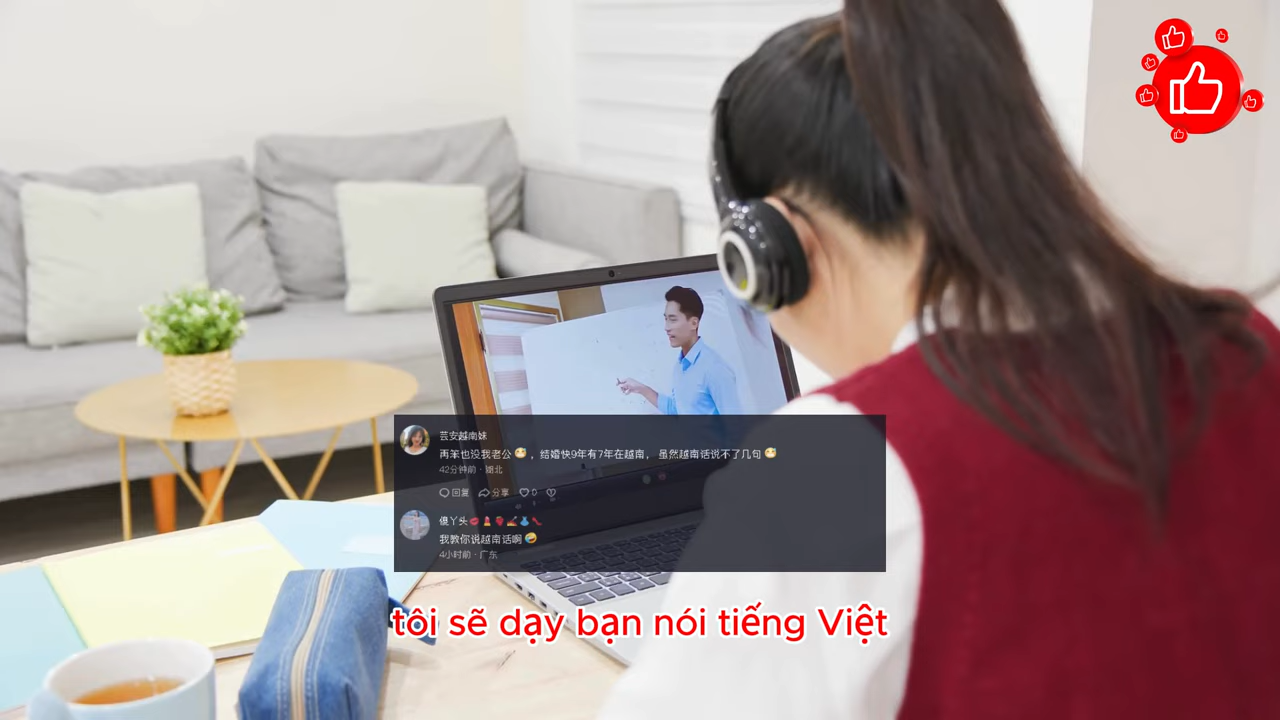 芸安越南妹
再笨也没我老公😁，结婚快9年有7年在越南，虽然越南话说不了几句😁
42分钟前 · 湖北
回复 分享 0
傻丫头💋💄🍓💅👗👠
我教你说越南话啊🤣
4小时前 · 广东
tôi sẽ dạy bạn nói tiếng Việt